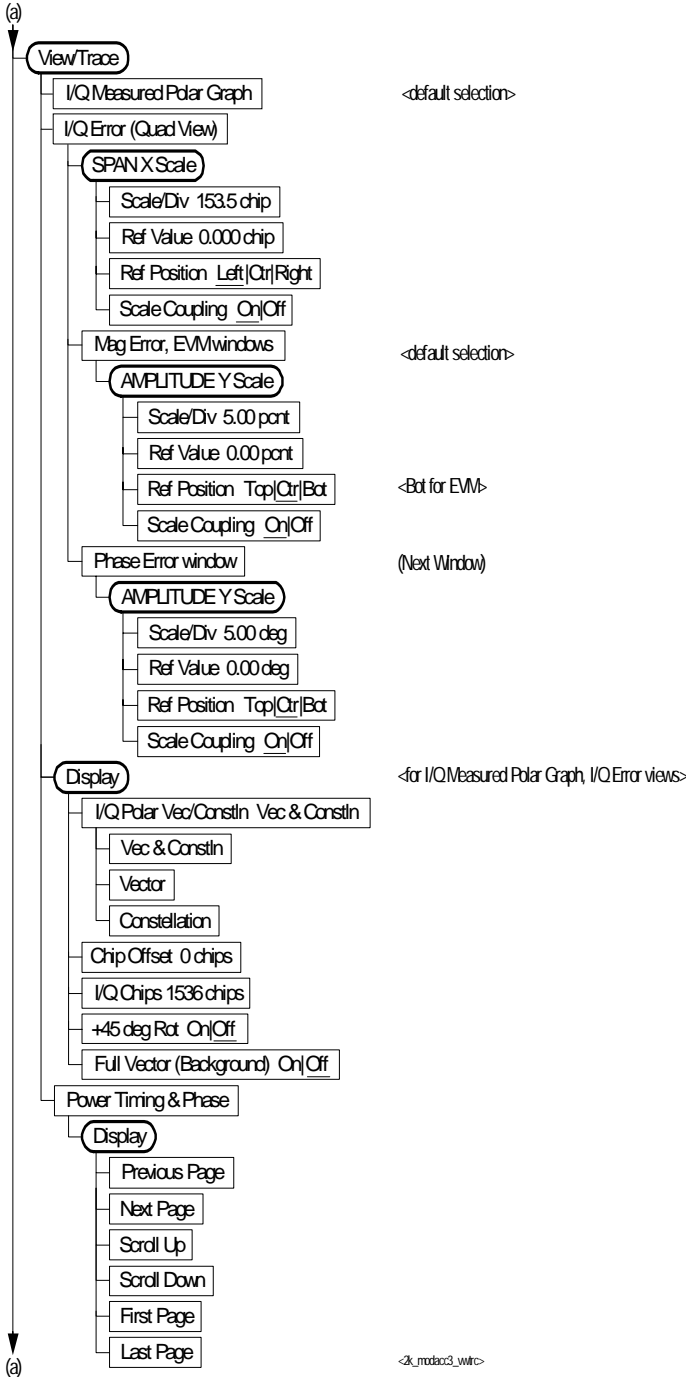 (a)
View/Trace
I/Q Measured Polar Graph <default selection>
I/Q Error (Quad View)
SPAN X Scale
Scale/Div 153.5 chip
Ref Value 0.000 chip
Ref Position Left|Ctr|Right
Scale Coupling On|Off
Mag Error, EVM windows <default selection>
AMPLITUDE Y Scale
Scale/Div 5.00 pcnt
Ref Value 0.00 pcnt
Ref Position Top|Ctr|Bot <Bot for EVM>
Scale Coupling On|Off
Phase Error window (Next Window)
AMPLITUDE Y Scale
Scale/Div 5.00 deg
Ref Value 0.00 deg
Ref Position Top|Ctr|Bot
Scale Coupling On|Off
Display <for I/Q Measured Polar Graph, I/Q Error views>
I/Q Polar Vec/Constln Vec & Constln
Vec & Constln
Vector
Constellation
Chip Offset 0 chips
I/Q Chips 1536 chips
+45 deg Rot On|Off
Full Vector (Background) On|Off
Power Timing & Phase
Display
Previous Page
Next Page
Scroll Up
Scroll Down
First Page
Last Page
(a) <2k_modacc3_vwtrc>